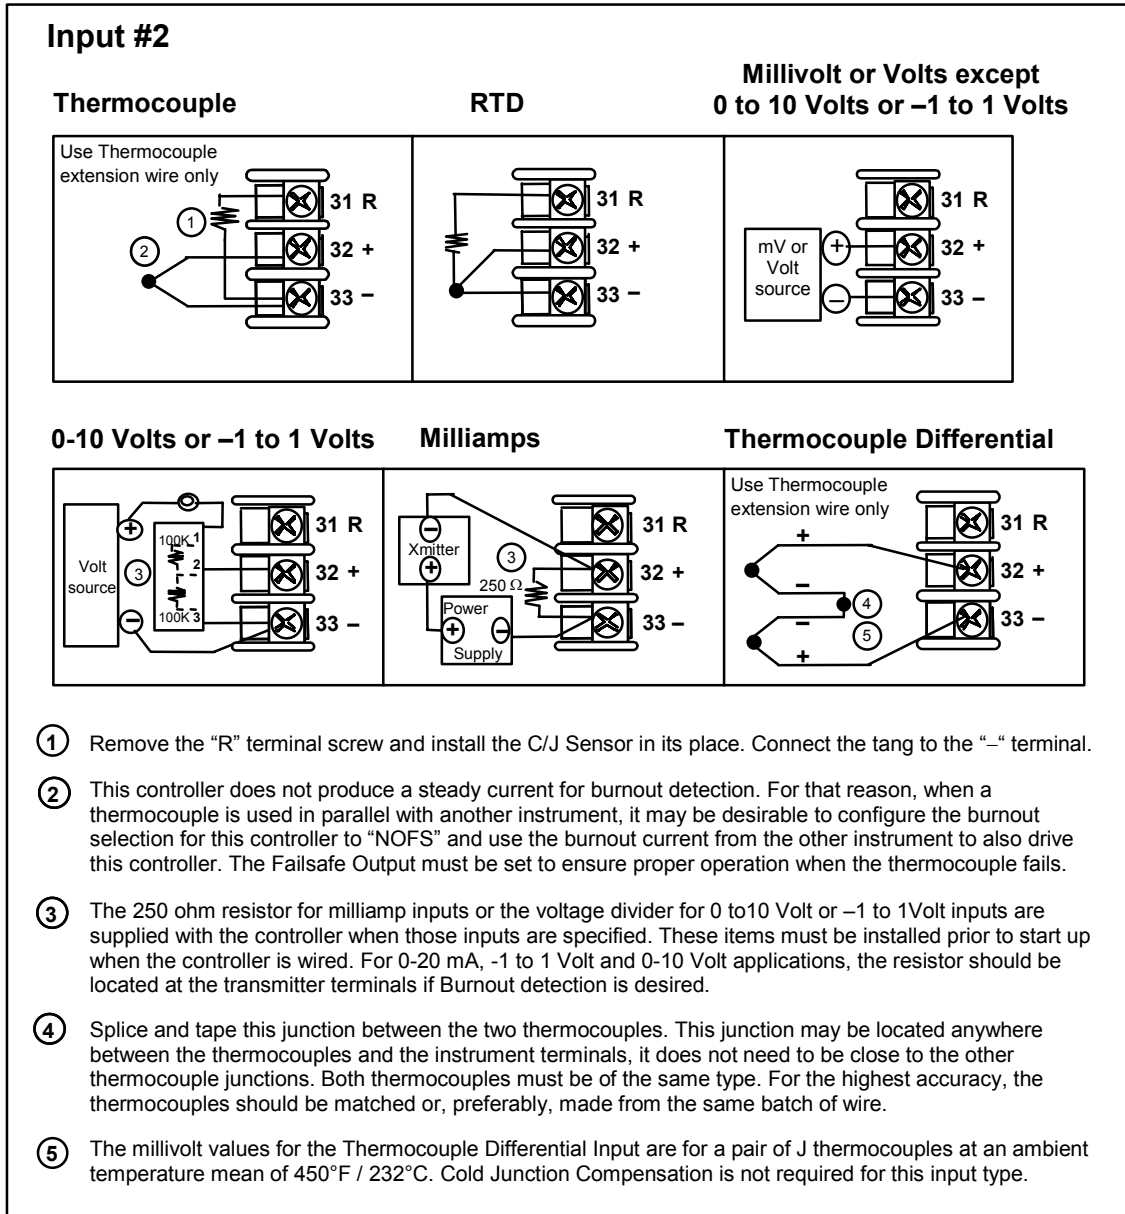 Input #2
Thermocouple
RTD
Millivolt or Volts except
0 to 10 Volts or –1 to 1 Volts
Use Thermocouple
extension wire only
31 R
32 +
33 –
1
2
31 R
32 +
33 –
mV or
Volt
source
+
–
31 R
32 +
33 –
0-10 Volts or –1 to 1 Volts
Milliamps
Thermocouple Differential
Volt
source
+
–
3
100K 1
2
100K 3
31 R
32 +
33 –
–
Xmitter
+
3
250 Ω
Power
+ –
Supply
31 R
32 +
33 –
Use Thermocouple
extension wire only
+
–
–
+
4
5
31 R
32 +
33 –
1 Remove the “R” terminal screw and install the C/J Sensor in its place. Connect the tang to the “–“ terminal.
2 This controller does not produce a steady current for burnout detection. For that reason, when a
thermocouple is used in parallel with another instrument, it may be desirable to configure the burnout
selection for this controller to “NOFS” and use the burnout current from the other instrument to also drive
this controller. The Failsafe Output must be set to ensure proper operation when the thermocouple fails.
3 The 250 ohm resistor for milliamp inputs or the voltage divider for 0 to10 Volt or –1 to 1Volt inputs are
supplied with the controller when those inputs are specified. These items must be installed prior to start up
when the controller is wired. For 0-20 mA, -1 to 1 Volt and 0-10 Volt applications, the resistor should be
located at the transmitter terminals if Burnout detection is desired.
4 Splice and tape this junction between the two thermocouples. This junction may be located anywhere
between the thermocouples and the instrument terminals, it does not need to be close to the other
thermocouple junctions. Both thermocouples must be of the same type. For the highest accuracy, the
thermocouples should be matched or, preferably, made from the same batch of wire.
5 The millivolt values for the Thermocouple Differential Input are for a pair of J thermocouples at an ambient
temperature mean of 450°F / 232°C. Cold Junction Compensation is not required for this input type.